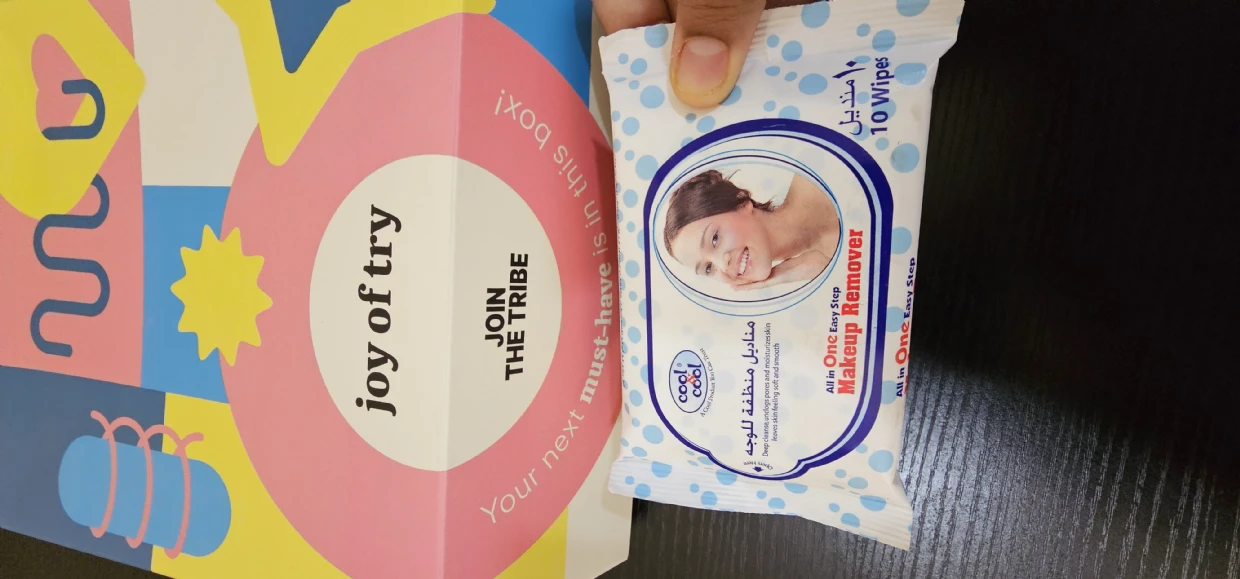 joy of try
JOIN
THE TRIBE
Your next must-have is in this box!
١٠ منديل
10 Wipes
cool & cool
مناديل منظفة للوجه
Deep cleanse, unclogs pores and moisturizes skin
leaves skin feeling soft and smooth
All in One Easy Step
Makeup Remover
All in One Easy Step